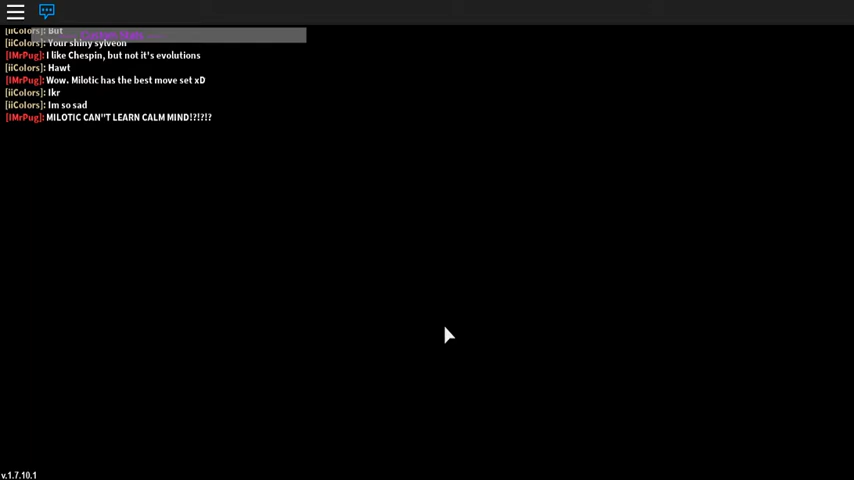 [iiColors]: But
[iiColors]: Your shiny sylveon
[IMrPug]: I like Chespin, but not it's evolutions
[iiColors]: Hawt
[IMrPug]: Wow. Milotic has the best move set xD
[iiColors]: Ikr
[iiColors]: Im so sad
[IMrPug]: MILOTIC CAN"T LEARN CALM MIND!?!?!?
v.1.7.10.1